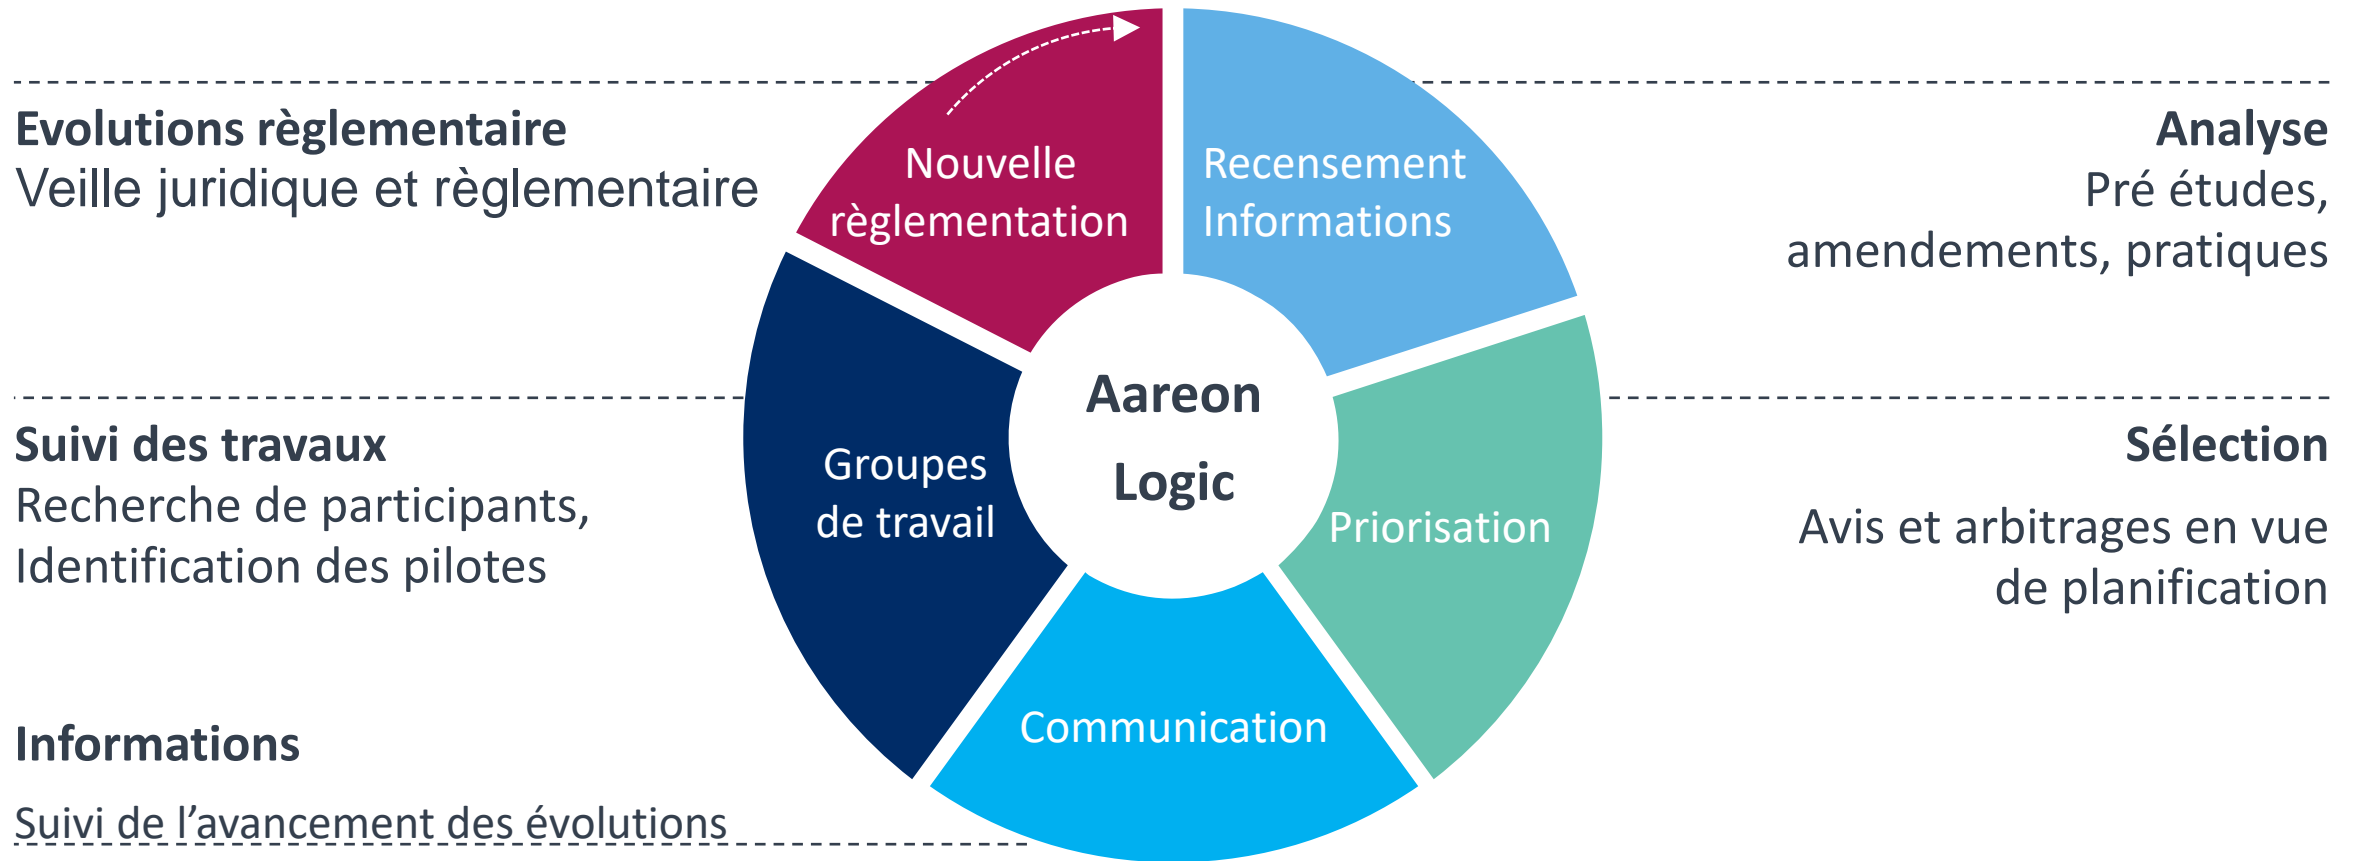 Evolutions règlementaire
Veille juridique et règlementaire
Suivi des travaux
Recherche de participants,
Identification des pilotes
Informations
Suivi de l’avancement des évolutions
Nouvelle
règlementation
Recensement
Informations
Groupes
de travail
Aareon
Logic
Priorisation
Communication
Analyse
Pré études,
amendements, pratiques
Sélection
Avis et arbitrages en vue
de planification